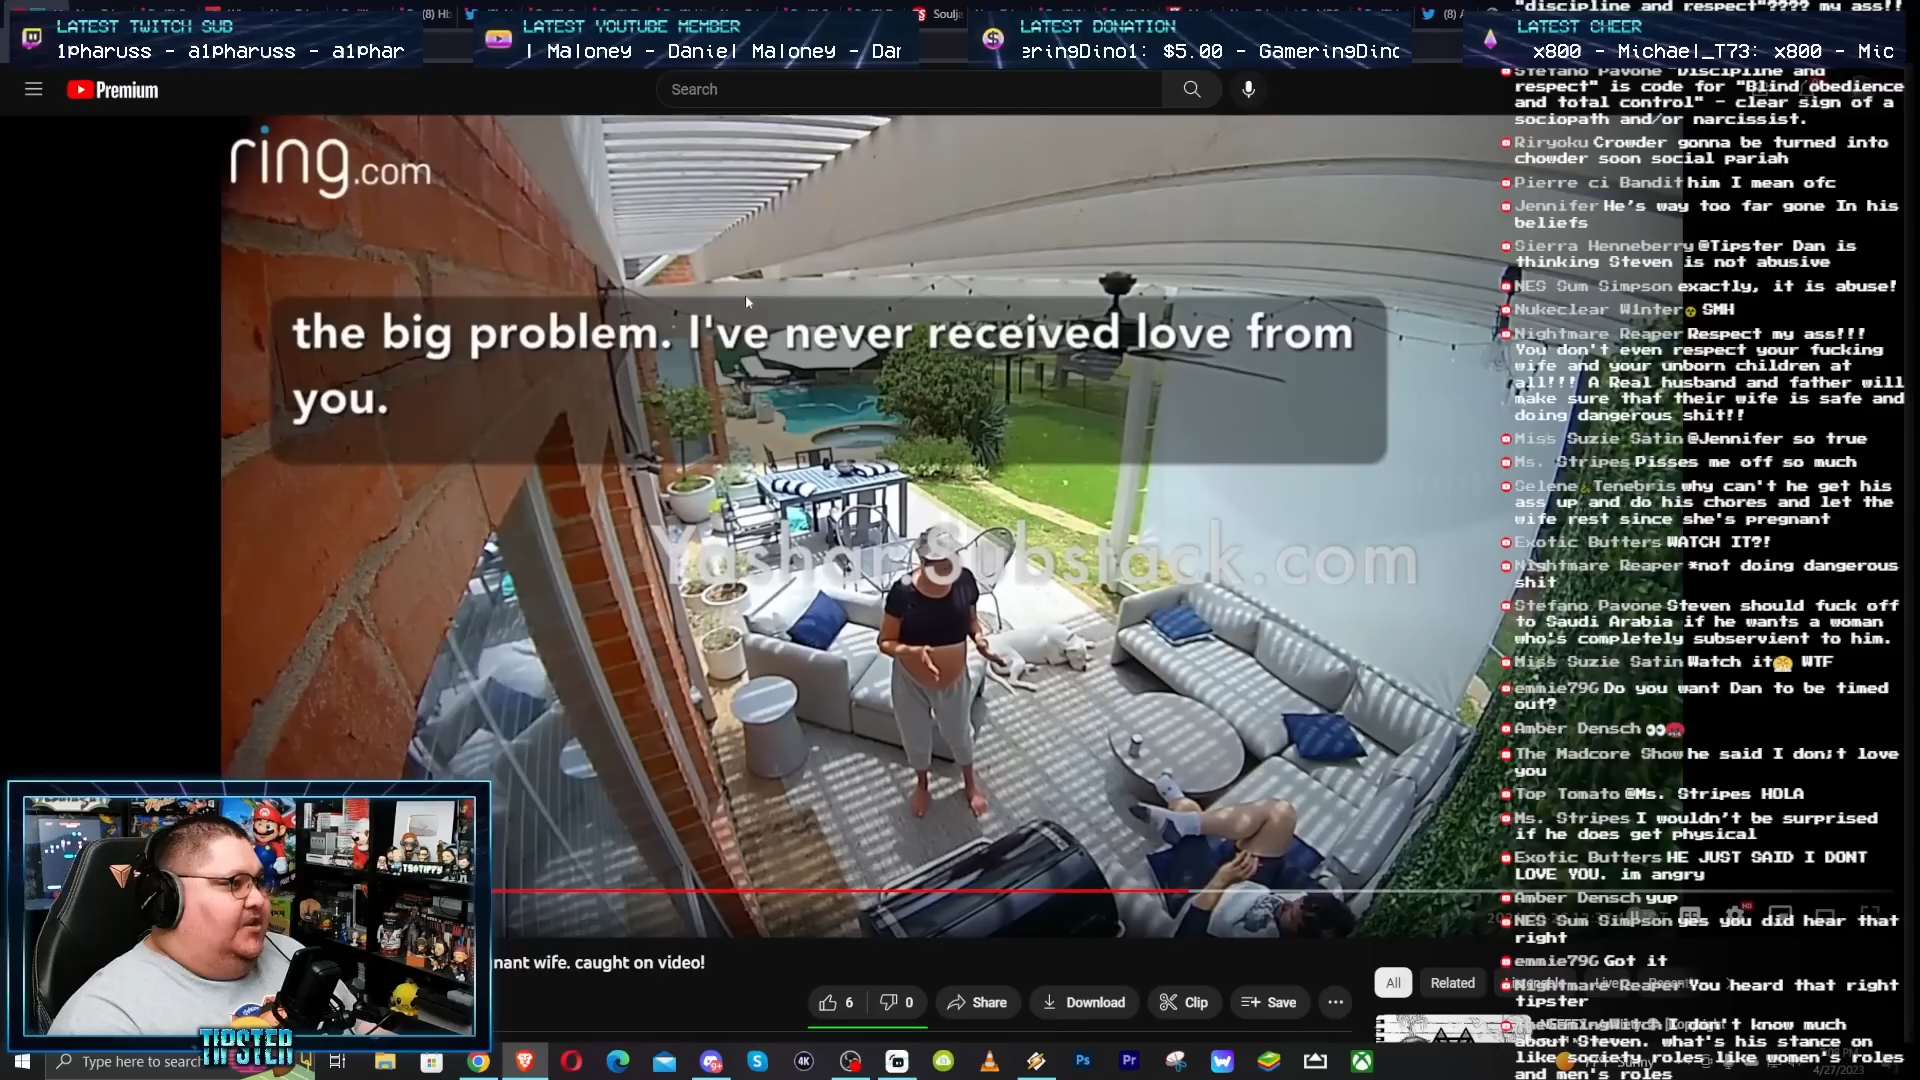 "discipline and respect"???? my ass!!
LATEST TWITCH SUB
1pharuss - a1pharuss - a1phar
LATEST YOUTUBE MEMBER
Maloney - Daniel Maloney - Dar
LATEST DONATION
eringDino1: $5.00 - GameringDinc
LATEST CHEER
x800 - Michael_T73: x800 - Mic
Premium
Search
ring.com
the big problem. I've never received love from
you.
Yashar.Substack.com
Stefano Pavone "Discipline and
respect" is code for "Blind obedience
and total control" - clear sign of a
sociopath and/or narcissist.
Riryoku Crowder gonna be turned into
chowder soon social pariah
Pierre ci Bandit him I mean ofc
Jennifer He's way too far gone In his
beliefs
Sierra Henneberry @Tipster Dan is
thinking Steven is not abusive
NES Sum Simpson exactly, it is abuse!
Nukeclear W1nter SMH
Nightmare Reaper Respect my ass!!!
You don't even respect your fucking
wife and your unborn children at
all!!! A Real husband and father will
make sure that their wife is safe and
doing dangerous shit!!
Miss Suzie Satin @Jennifer so true
Ms. Stripes Pisses me off so much
Selene Tenebris why can't he get his
ass up and do his chores and let the
wife rest since she's pregnant
Exotic Butters WATCH IT?!
Nightmare Reaper *not doing dangerous
shit
Stefano Pavone Steven should fuck off
to Saudi Arabia if he wants a woman
who's completely subservient to him.
Miss Suzie Satin Watch it WTF
emmie796 Do you want Dan to be timed
out?
Amber Densch
The Madcore Show he said I don;t love
you
Top Tomato @Ms. Stripes HOLA
Ms. Stripes I wouldn't be surprised
if he does get physical
Exotic Butters HE JUST SAID I DONT
LOVE YOU. im angry
Amber Densch yup
NES Sum Simpson yes you did hear that
right
emmie796 Got it
Nightmare Reaper You heard that right
tipster
I don't know much
about Steven. what's his stance on
like society roles like women's roles
and men's roles
nant wife. caught on video!
6
0
Share
Download
Clip
Save
All
Related
TSOTIPPY
TIPSTER
Type here to search
4/27/2023